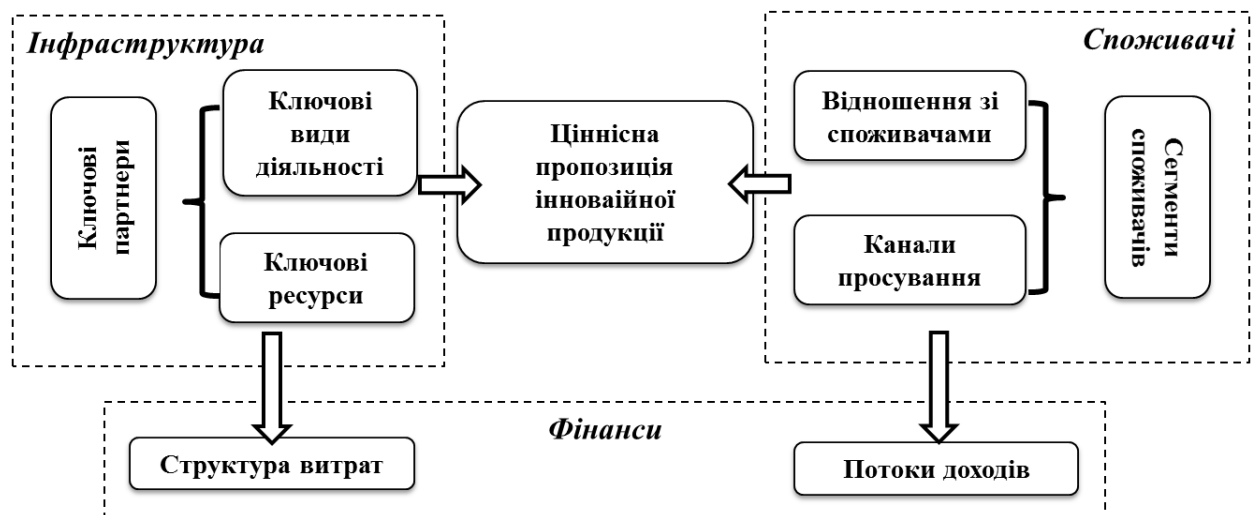 Інфраструктура
Ключові
партнери
Ключові
види
діяльності
Ключові
ресурси
Ціннісна
пропозиція
інноваійної
продукції
Споживачі
Відношення зі
споживачами
Канали
просування
Сегменти
споживачів
Фінанси
Структура витрат
Потоки доходів